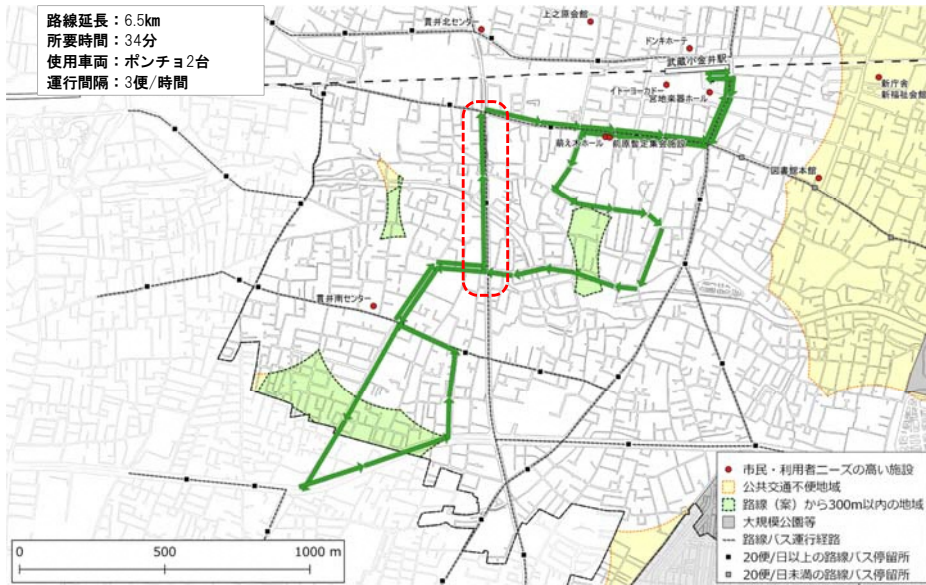 路線延長：6.5km
所要時間：34分
使用車両：ポンチョ2台
運行間隔：3便/時間
貫井北センター
上之原会館
ドンキホーテ
武蔵小金井駅
イトーヨーカドー
宮地楽器ホール
新庁舎
新福祉会館
萌え木ホール
前原暫定集会施設
図書館本館
貫井南センター
市民・利用者ニーズの高い施設
公共交通不便地域
路線（案）から300m以内の地域
大規模公園等
路線バス運行経路
20便/日以上の路線バス停留所
20便/日未満の路線バス停留所
0 500 1000 m